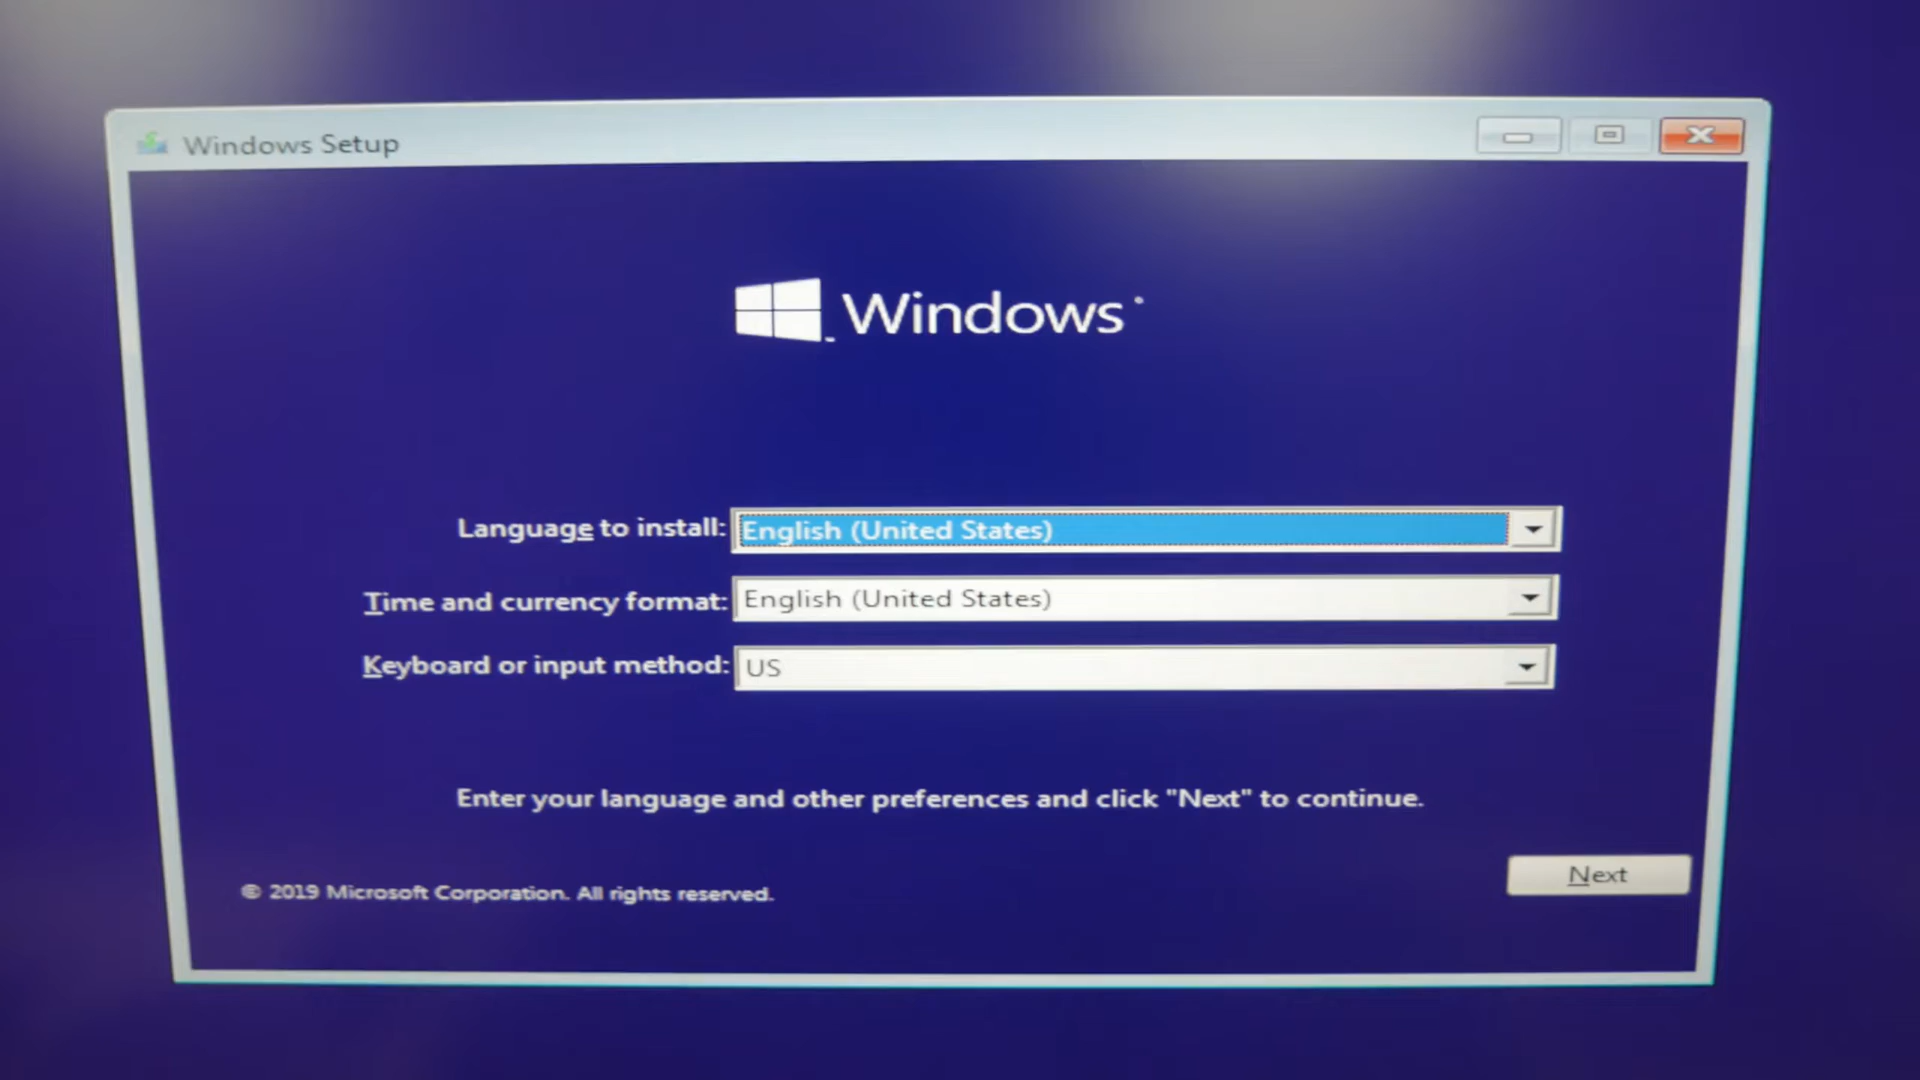 Windows Setup
Windows
Language to install: English (United States)
Time and currency format: English (United States)
Keyboard or input method: US
Enter your language and other preferences and click "Next" to continue.
© 2019 Microsoft Corporation. All rights reserved.
Next